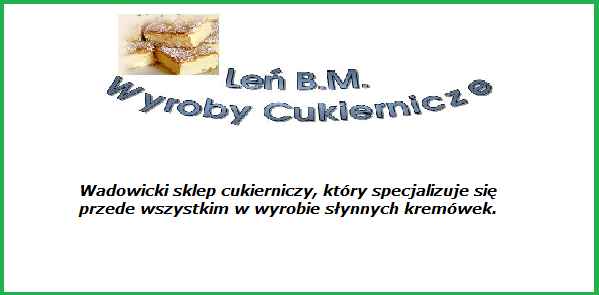 Leń B.M.
Wyroby Cukiernicze
Wadowicki sklep cukierniczy, który specjalizuje się
przede wszystkim w wyrobie słynnych kremówek.